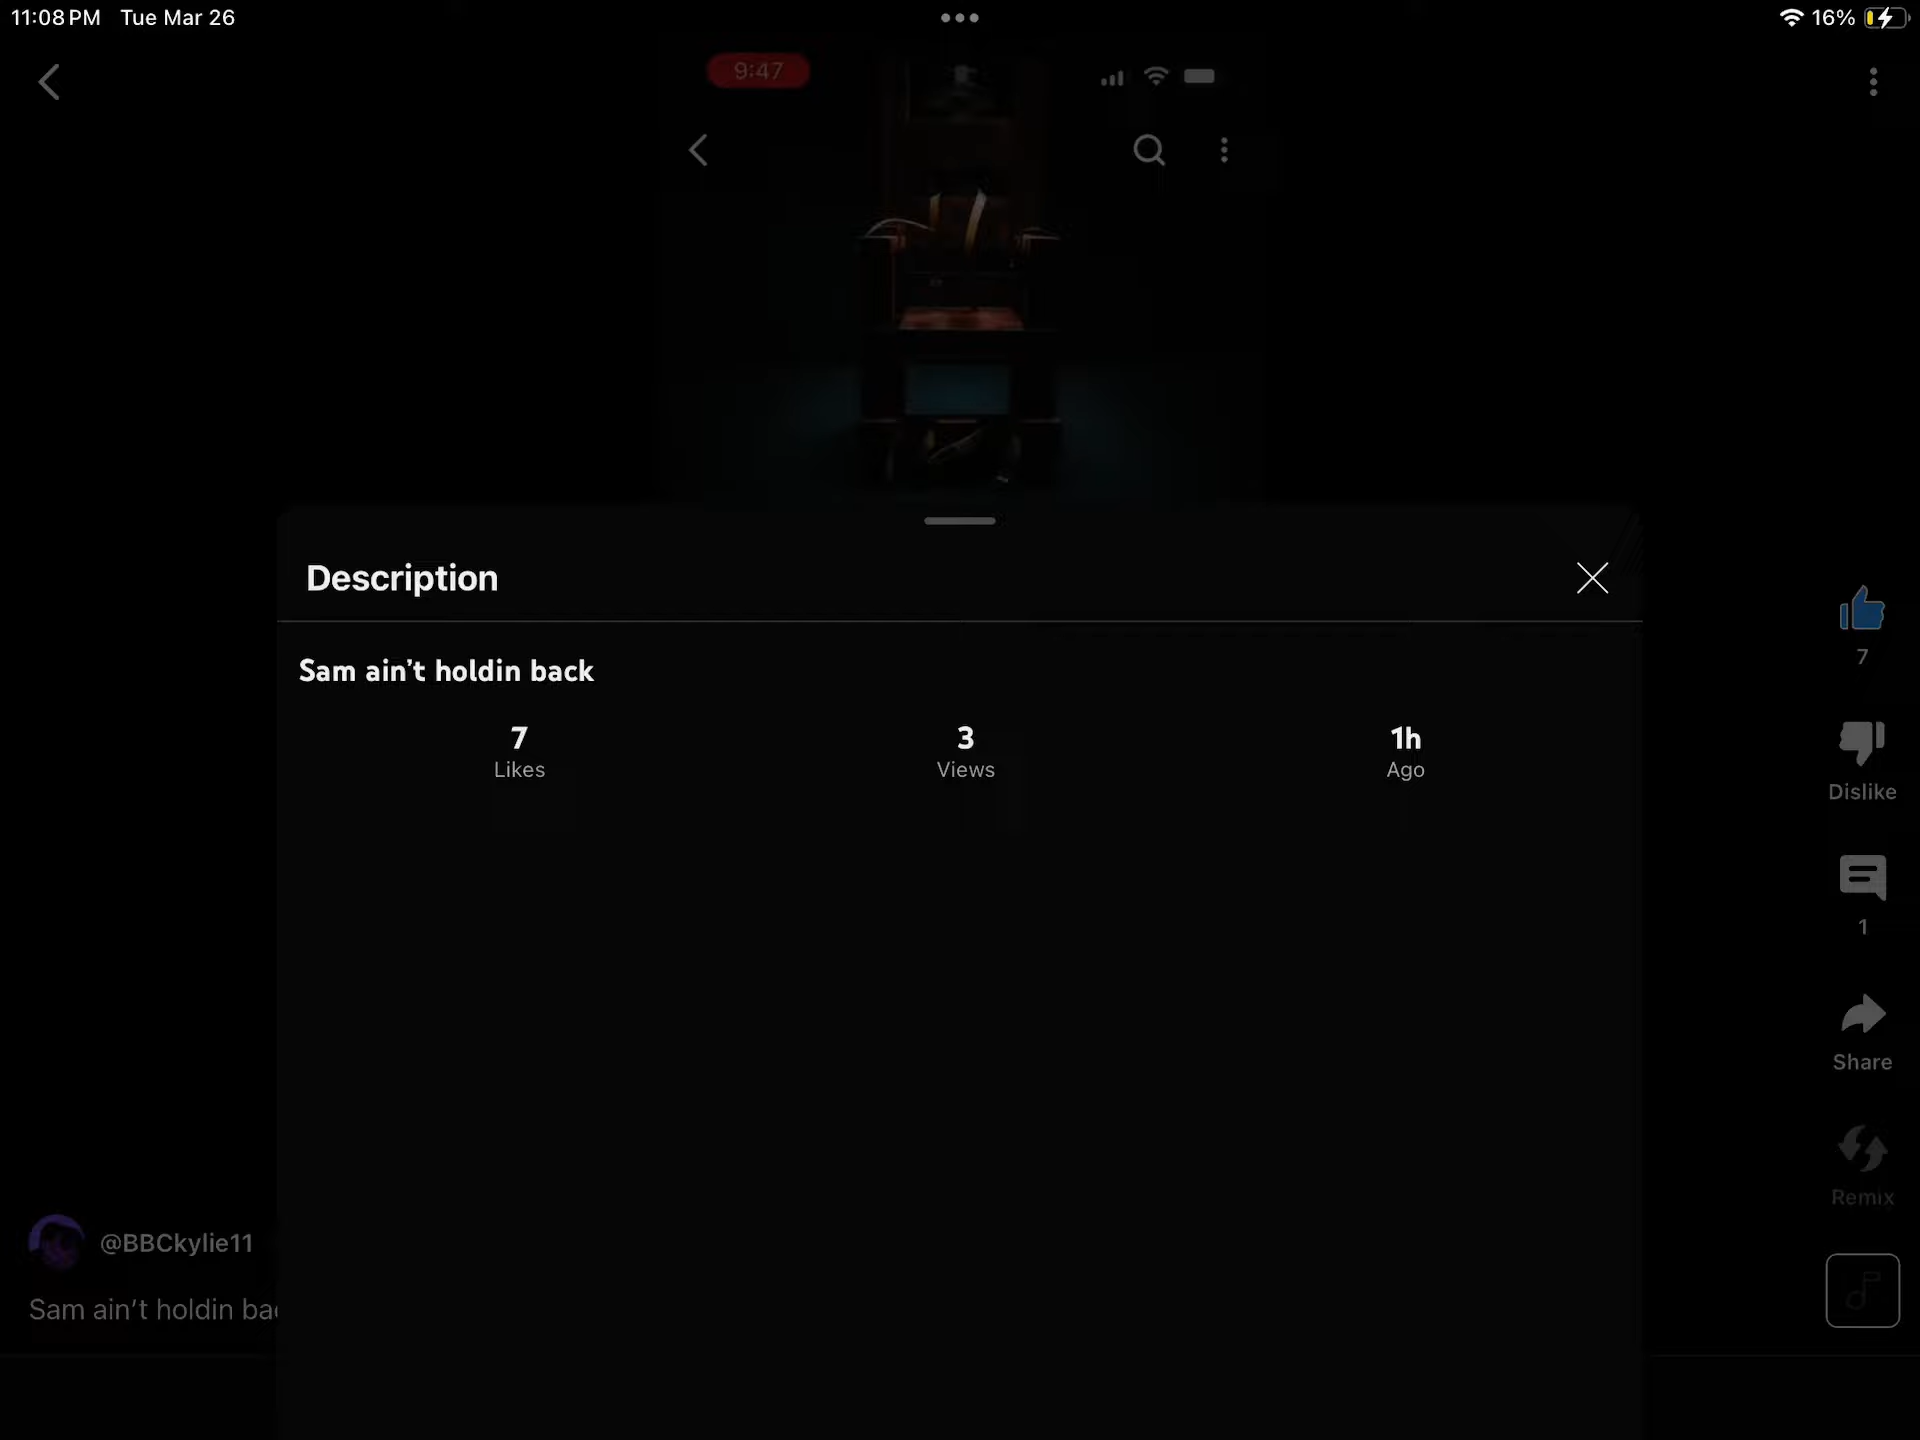 11:08 PM Tue Mar 26
16%
9:47
Description
Sam ain't holdin back
7
Likes
3
Views
1h
Ago
7
Dislike
1
Share
Remix
@BBCkylie11
Sam ain't holdin bac